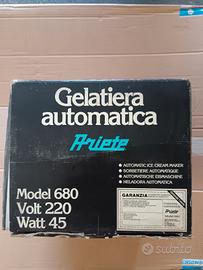 Gelatiera
automatica
Ariete
• AUTOMATIC ICE CREAM MAKER
• SORBETIERE AUTOMATIQUE
• AUTOMATISCHE EISMASCHINE
• HELADORA AUTOMATICA
Model 680
Volt 220
Watt 45
GARANZIA
Ariete
subito